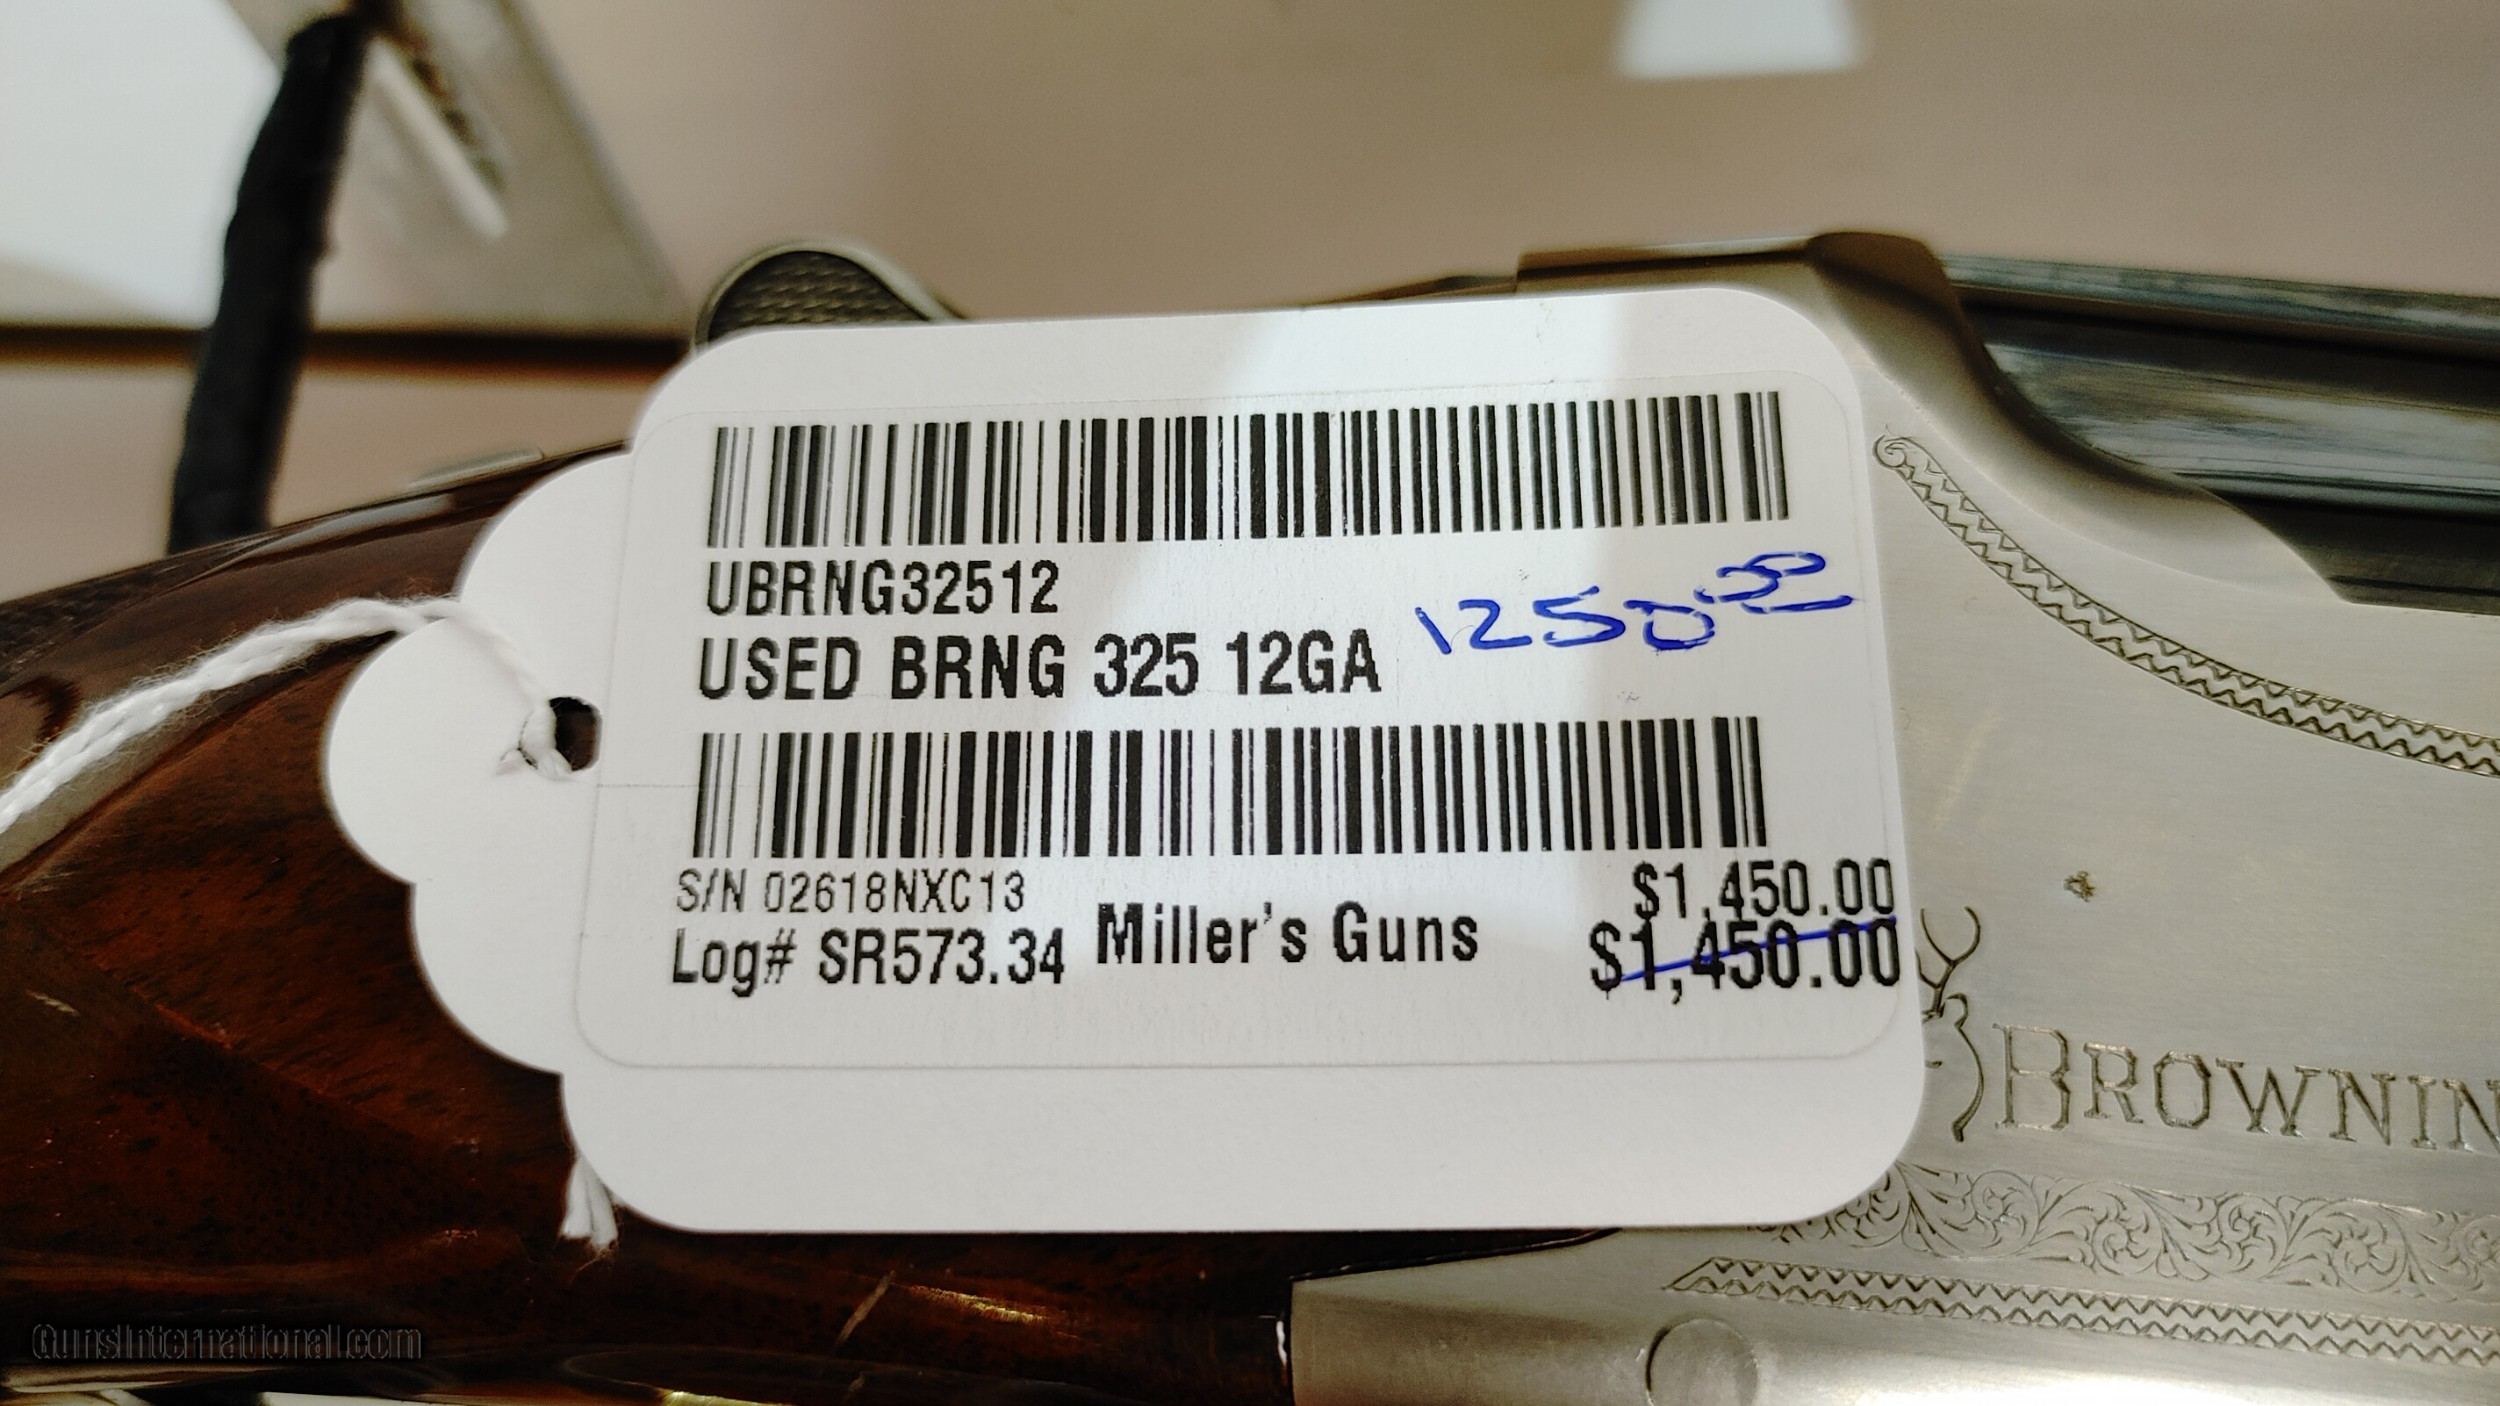 UBRNG32512
1250.00
USED BRNG 325 12GA
S/N 02618NXC13
$1,450.00
Log# SR573.34
Miller's Guns
$1,450.00
BROWNIN
GunsInternational.com